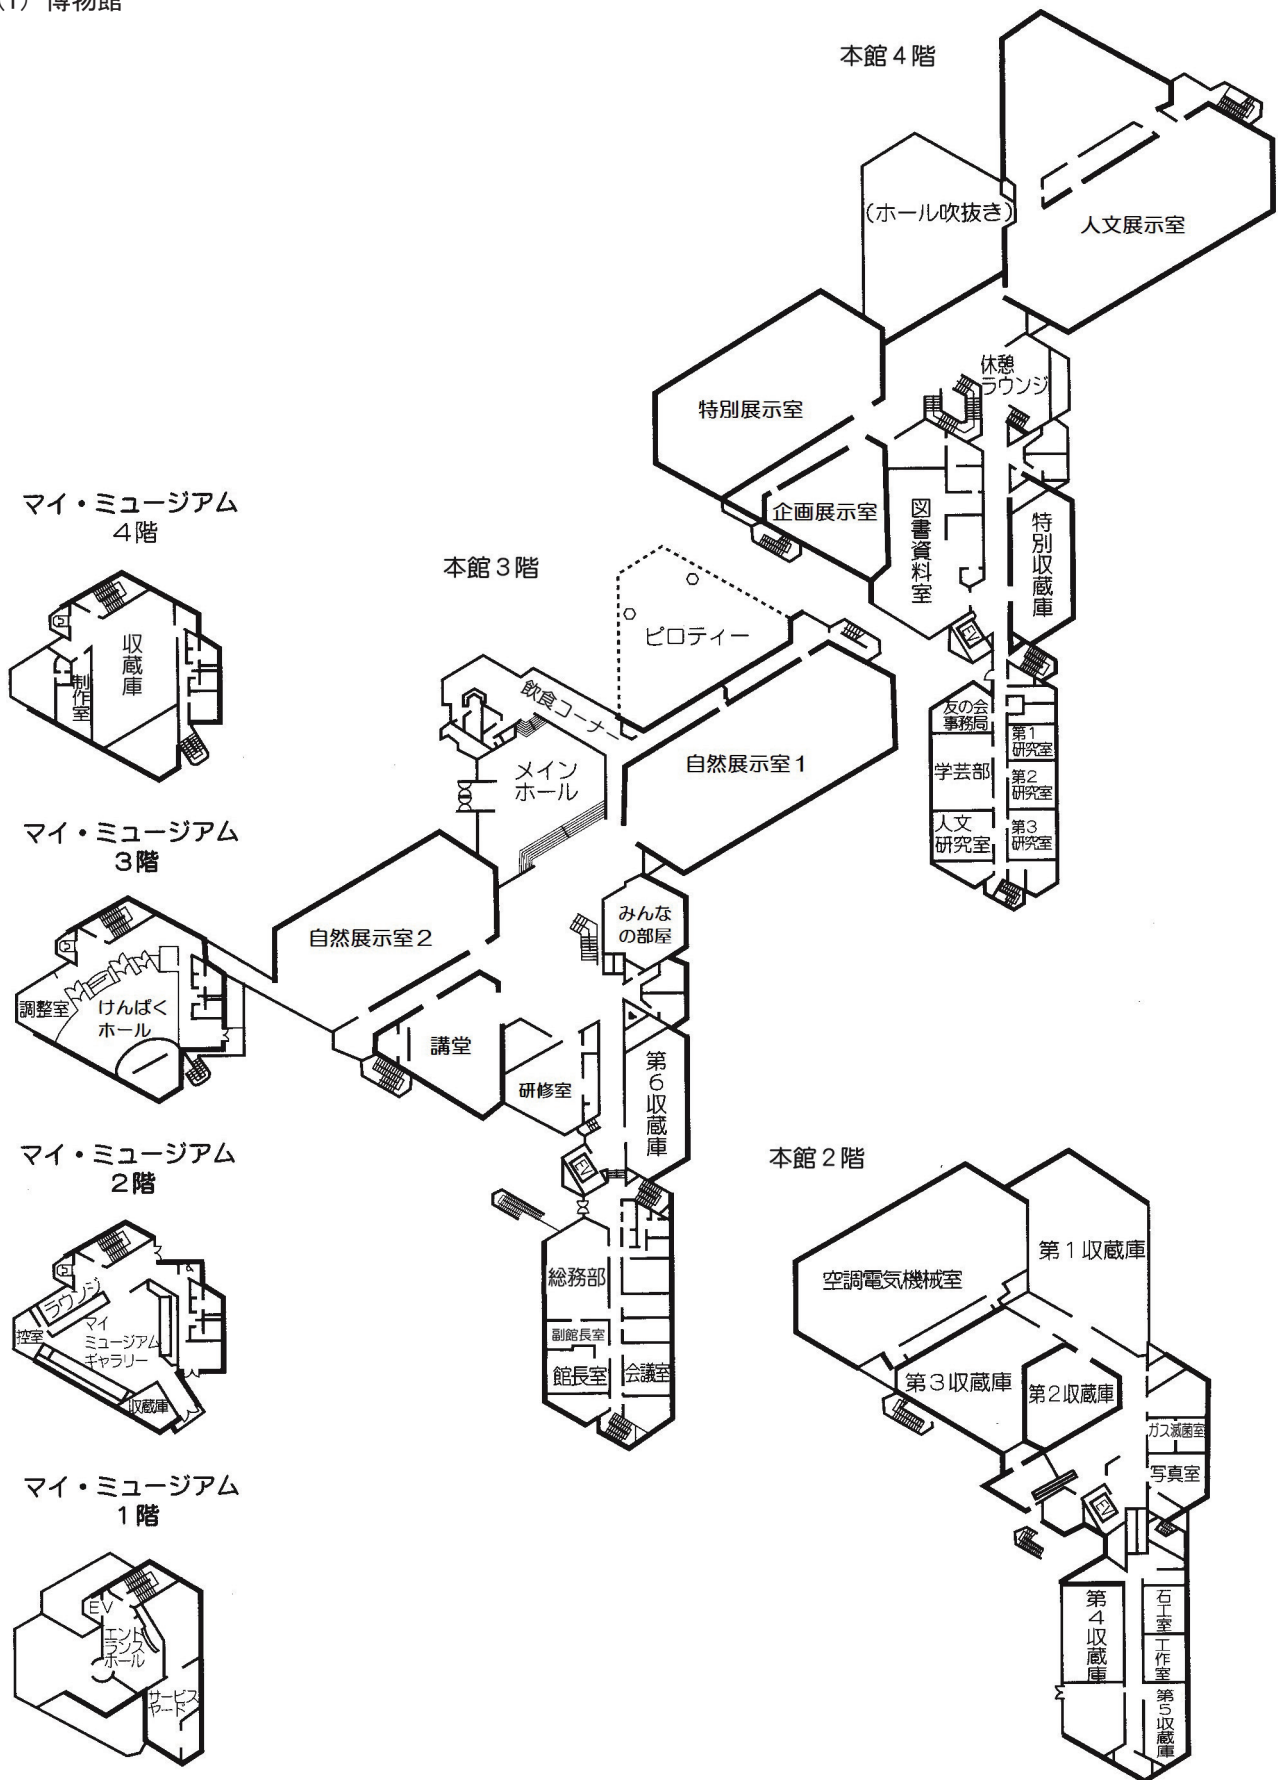 (1) 博物館
本館４階
(ホール吹抜き)
人文展示室
休憩
ラウンジ
特別展示室
企画展示室
図書資料室
特別収蔵庫
EV
友の会
事務局
学芸部
人文
研究室
第1
研究室
第2
研究室
第3
研究室
本館３階
ピロティー
飲食コーナー
メイン
ホール
自然展示室１
自然展示室２
みんな
の部屋
講堂
研修室
第６収蔵庫
EV
総務部
副館長室
館長室
会議室
本館２階
空調電気機械室
第１収蔵庫
第３収蔵庫
第２収蔵庫
ガス滅菌室
写真室
EV
第４収蔵庫
石工室
工作室
第５収蔵庫
マイ・ミュージアム
４階
収蔵庫
制作室
マイ・ミュージアム
３階
調整室
けんぱく
ホール
マイ・ミュージアム
２階
ラウンジ
控室
マイ
ミュージアム
ギャラリー
収蔵庫
マイ・ミュージアム
１階
EV
エント
ランス
ホール
サービス
ヤード